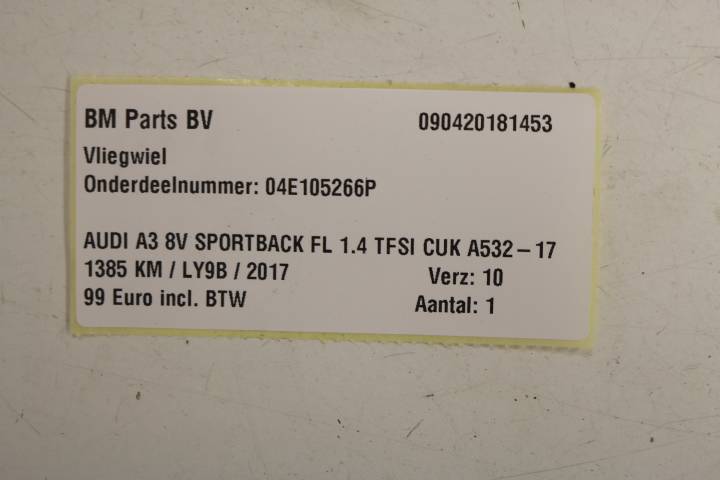 BM Parts BV 090420181453
Vliegwiel
Onderdeelnummer: 04E105266P
AUDI A3 8V SPORTBACK FL 1.4 TFSI CUK A532-17
1385 KM / LY9B / 2017 Verz: 10
99 Euro incl. BTW Aantal: 1